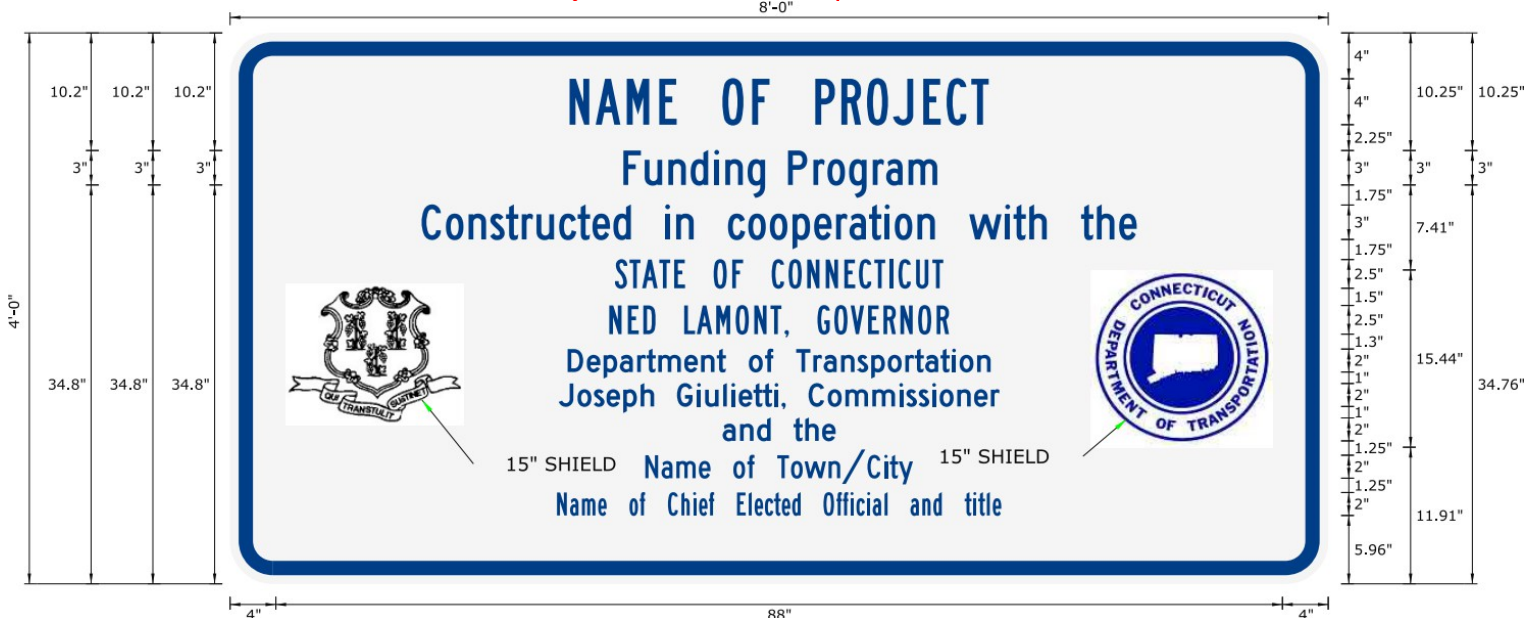 8'-0"
NAME OF PROJECT
Funding Program
Constructed in cooperation with the
STATE OF CONNECTICUT
NED LAMONT, GOVERNOR
Department of Transportation
Joseph Giulietti, Commissioner
and the
Name of Town/City
Name of Chief Elected Official and title
QUI TRANSTULIT SUSTINET
15" SHIELD
CONNECTICUT
DEPARTMENT OF TRANSPORTATION
15" SHIELD
4'-0"
10.2"
3"
34.8"
10.2"
3"
34.8"
10.2"
3"
34.8"
4"
4"
2.25"
3"
1.75"
3"
1.75"
2.5"
1.5"
2.5"
1.3"
2"
1"
2"
1"
2"
1.25"
2"
1.25"
2"
5.96"
10.25"
3"
7.41"
15.44"
11.91"
10.25"
3"
34.76"
4"
88"
4"